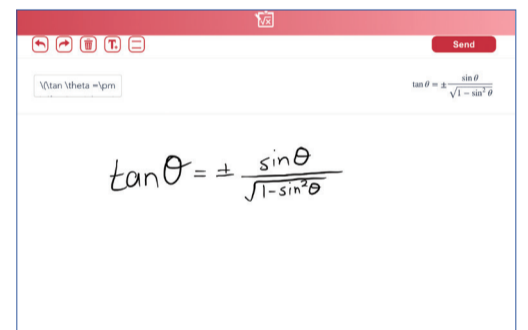 √x
T.
Send
\(\tan \theta =\pm
tan θ = ± sin θ / √1 − sin² θ
tanθ = ± sinθ / √1-sin²θ